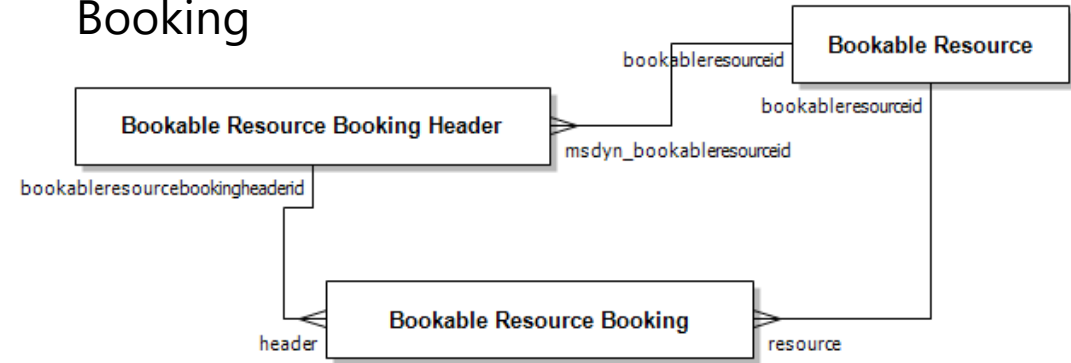 Booking
Bookable Resource
bookableresourceid
bookableresourceid
Bookable Resource Booking Header
msdyn_bookableresourceid
bookableresourcebookingheaderid
Bookable Resource Booking
header
resource